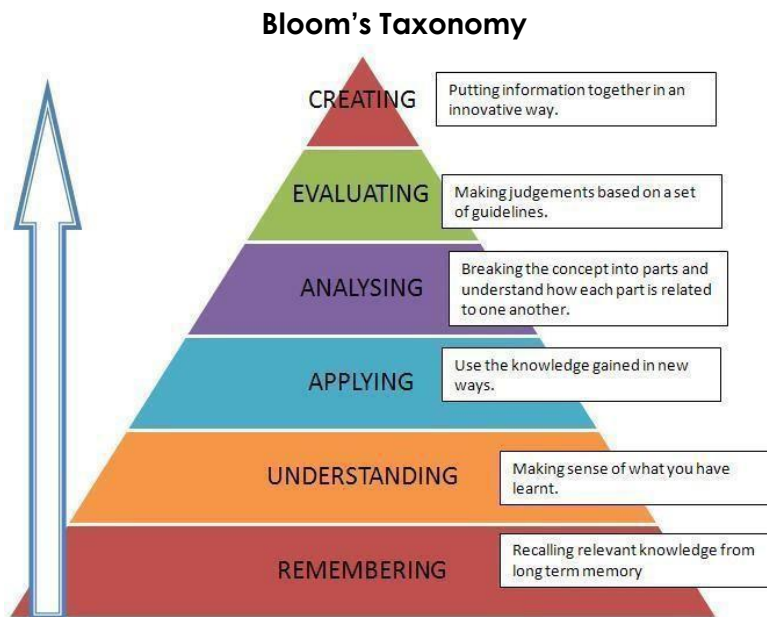 Bloom’s Taxonomy
CREATING
Putting information together in an
innovative way.
EVALUATING
Making judgements based on a set
of guidelines.
ANALYSING
Breaking the concept into parts and
understand how each part is related
to one another.
APPLYING
Use the knowledge gained in new
ways.
UNDERSTANDING
Making sense of what you have
learnt.
REMEMBERING
Recalling relevant knowledge from
long term memory